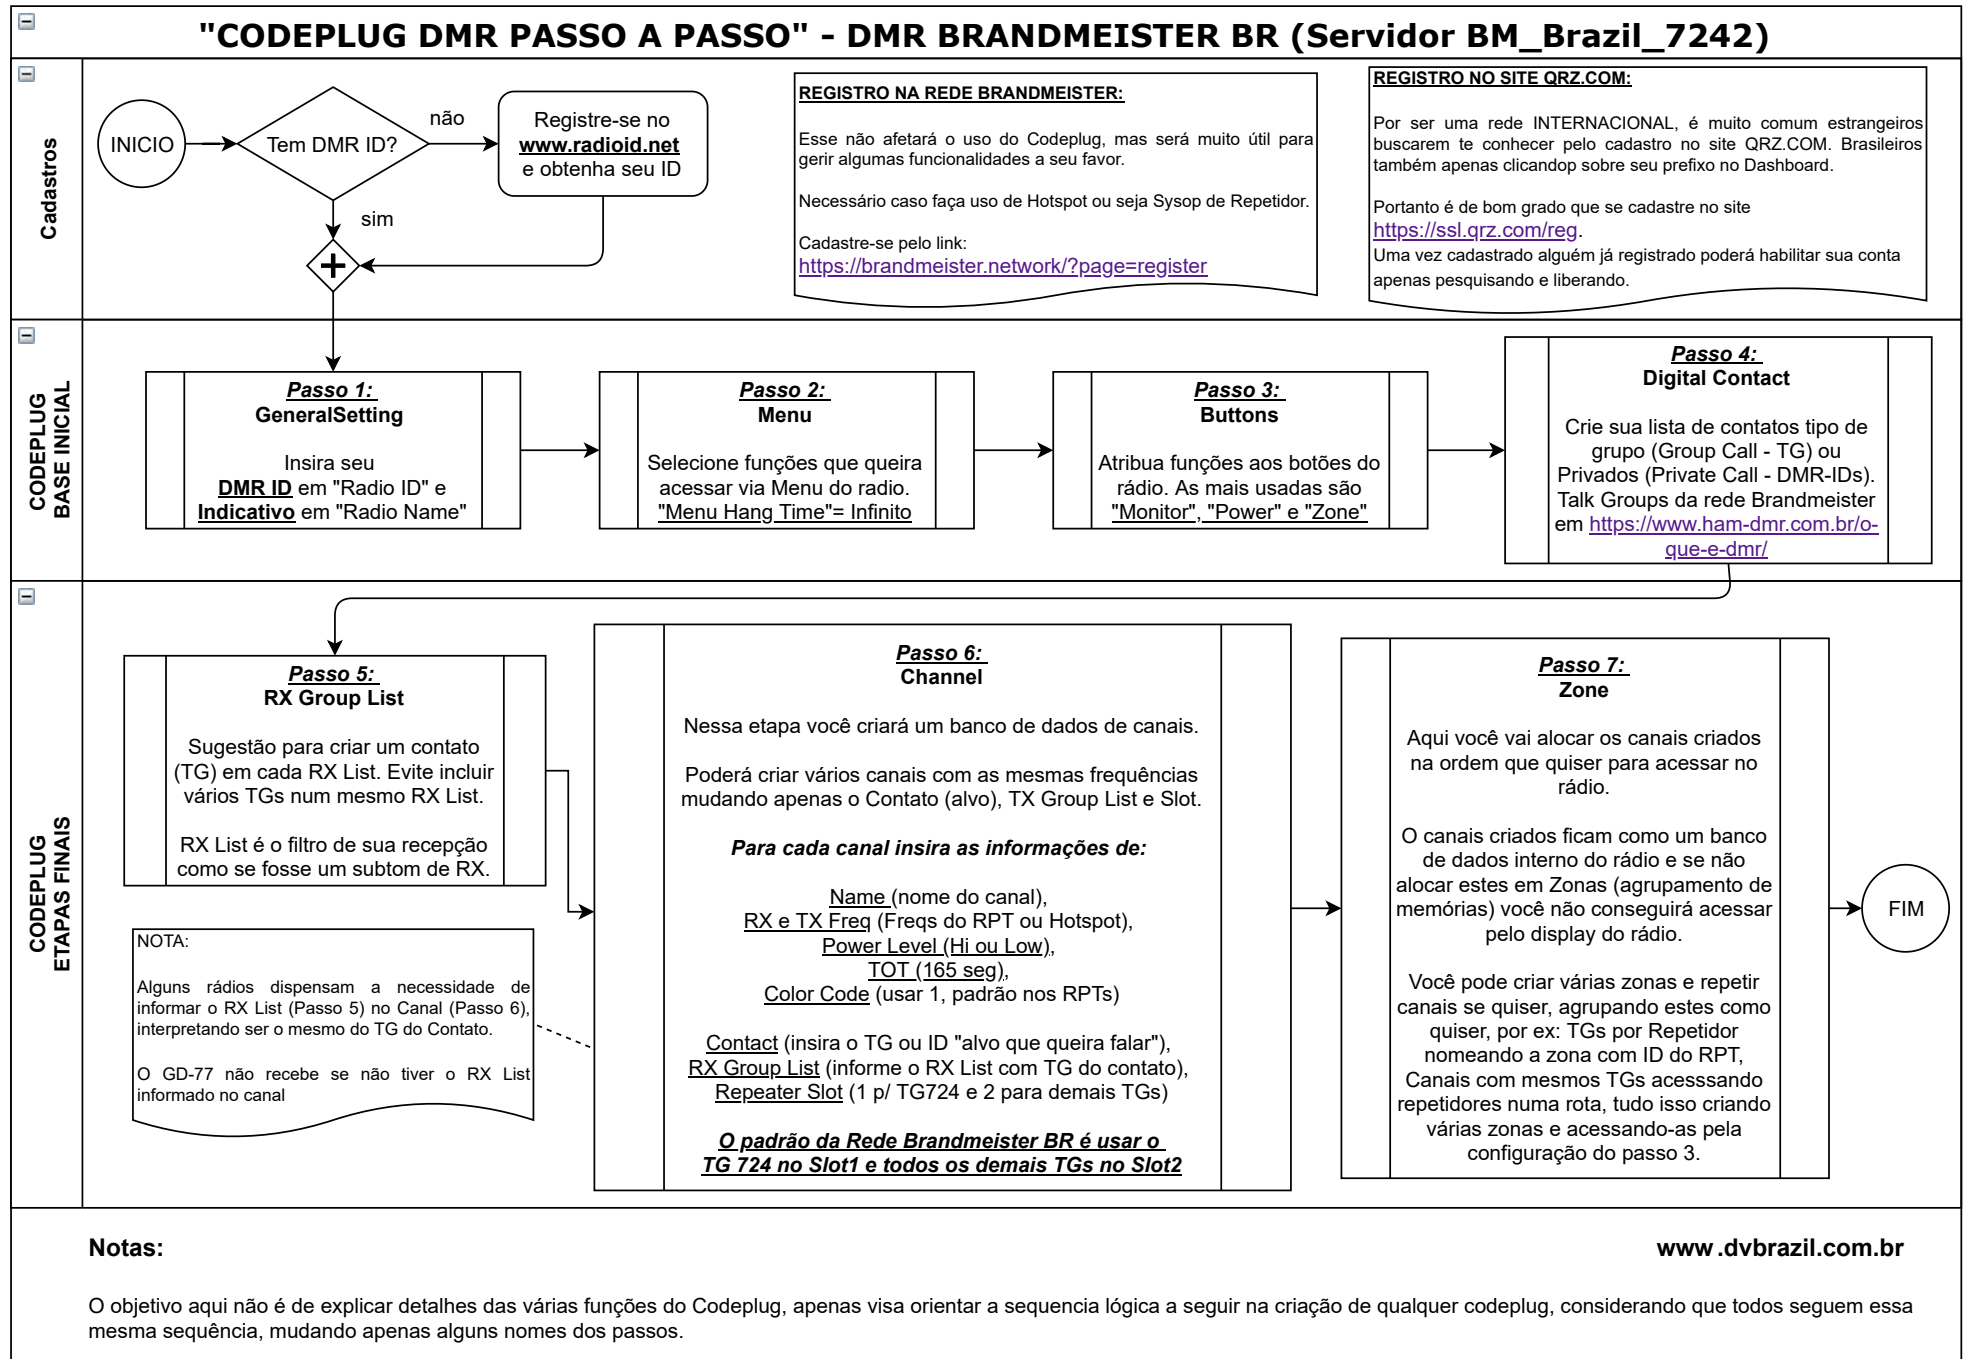 "CODEPLUG DMR PASSO A PASSO" - DMR BRANDMEISTER BR (Servidor BM_Brazil_7242)
Cadastros
INICIO
Tem DMR ID?
não
sim
Registre-se no
www.radioid.net
e obtenha seu ID
REGISTRO NA REDE BRANDMEISTER:
Esse não afetará o uso do Codeplug, mas será muito útil para
gerir algumas funcionalidades a seu favor.
Necessário caso faça uso de Hotspot ou seja Sysop de Repetidor.
Cadastre-se pelo link:
https://brandmeister.network/?page=register
REGISTRO NO SITE QRZ.COM:
Por ser uma rede INTERNACIONAL, é muito comum estrangeiros
buscarem te conhecer pelo cadastro no site QRZ.COM. Brasileiros
também apenas clicandop sobre seu prefixo no Dashboard.
Portanto é de bom grado que se cadastre no site
https://ssl.qrz.com/reg.
Uma vez cadastrado alguém já registrado poderá habilitar sua conta
apenas pesquisando e liberando.
CODEPLUG
BASE INICIAL
Passo 1:
GeneralSetting
Insira seu
DMR ID em "Radio ID" e
Indicativo em "Radio Name"
Passo 2:
Menu
Selecione funções que queira
acessar via Menu do radio.
"Menu Hang Time"= Infinito
Passo 3:
Buttons
Atribua funções aos botões do
rádio. As mais usadas são
"Monitor", "Power" e "Zone"
Passo 4:
Digital Contact
Crie sua lista de contatos tipo de
grupo (Group Call - TG) ou
Privados (Private Call - DMR-IDs).
Talk Groups da rede Brandmeister
em https://www.ham-dmr.com.br/o-
que-e-dmr/
CODEPLUG
ETAPAS FINAIS
Passo 5:
RX Group List
Sugestão para criar um contato
(TG) em cada RX List. Evite incluir
vários TGs num mesmo RX List.
RX List é o filtro de sua recepção
como se fosse um subtom de RX.
NOTA:
Alguns rádios dispensam a necessidade de
informar o RX List (Passo 5) no Canal (Passo 6),
interpretando ser o mesmo do TG do Contato.
O GD-77 não recebe se não tiver o RX List
informado no canal
Passo 6:
Channel
Nessa etapa você criará um banco de dados de canais.
Poderá criar vários canais com as mesmas frequências
mudando apenas o Contato (alvo), TX Group List e Slot.
Para cada canal insira as informações de:
Name (nome do canal),
RX e TX Freq (Freqs do RPT ou Hotspot),
Power Level (Hi ou Low),
TOT (165 seg),
Color Code (usar 1, padrão nos RPTs)
Contact (insira o TG ou ID "alvo que queira falar"),
RX Group List (informe o RX List com TG do contato),
Repeater Slot (1 p/ TG724 e 2 para demais TGs)
O padrão da Rede Brandmeister BR é usar o
TG 724 no Slot1 e todos os demais TGs no Slot2
Passo 7:
Zone
Aqui você vai alocar os canais criados
na ordem que quiser para acessar no
rádio.
O canais criados ficam como um banco
de dados interno do rádio e se não
alocar estes em Zonas (agrupamento de
memórias) você não conseguirá acessar
pelo display do rádio.
Você pode criar várias zonas e repetir
canais se quiser, agrupando estes como
quiser, por ex: TGs por Repetidor
nomeando a zona com ID do RPT,
Canais com mesmos TGs acesssando
repetidores numa rota, tudo isso criando
várias zonas e acessando-as pela
configuração do passo 3.
FIM
Notas:
www.dvbrazil.com.br
O objetivo aqui não é de explicar detalhes das várias funções do Codeplug, apenas visa orientar a sequencia lógica a seguir na criação de qualquer codeplug, considerando que todos seguem essa
mesma sequência, mudando apenas alguns nomes dos passos.